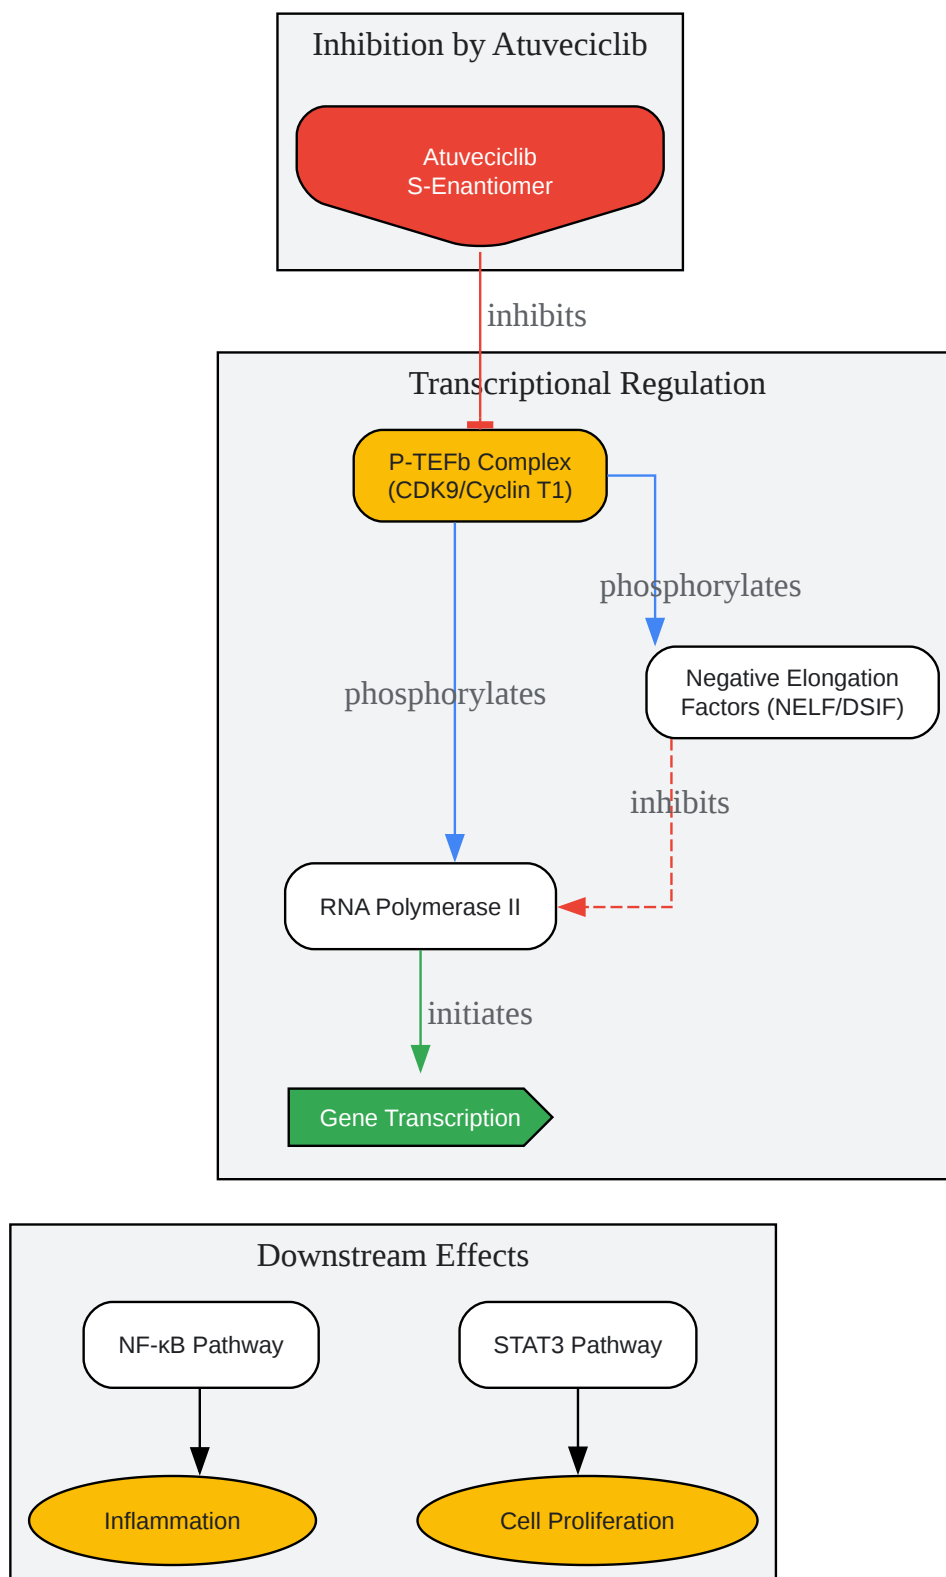 Inhibition by Atuveciclib
Atuveciclib
S-Enantiomer
inhibits
Transcriptional Regulation
P-TEFb Complex
(CDK9/Cyclin T1)
phosphorylates
Negative Elongation
Factors (NELF/DSIF)
phosphorylates
inhibits
RNA Polymerase II
initiates
Gene Transcription
Downstream Effects
NF-κB Pathway
STAT3 Pathway
Inflammation
Cell Proliferation